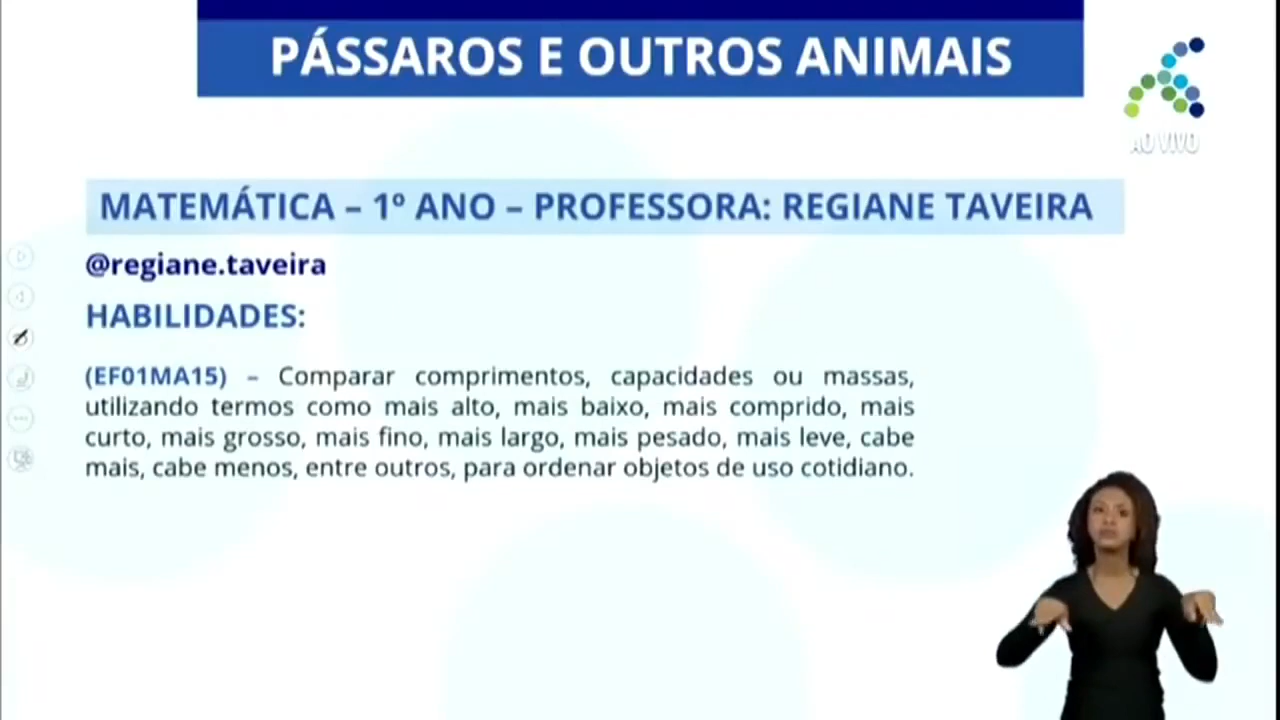 PÁSSAROS E OUTROS ANIMAIS
AO VIVO
MATEMÁTICA – 1º ANO – PROFESSORA: REGIANE TAVEIRA
@regiane.taveira
HABILIDADES:
(EF01MA15) – Comparar comprimentos, capacidades ou massas,
utilizando termos como mais alto, mais baixo, mais comprido, mais
curto, mais grosso, mais fino, mais largo, mais pesado, mais leve, cabe
mais, cabe menos, entre outros, para ordenar objetos de uso cotidiano.